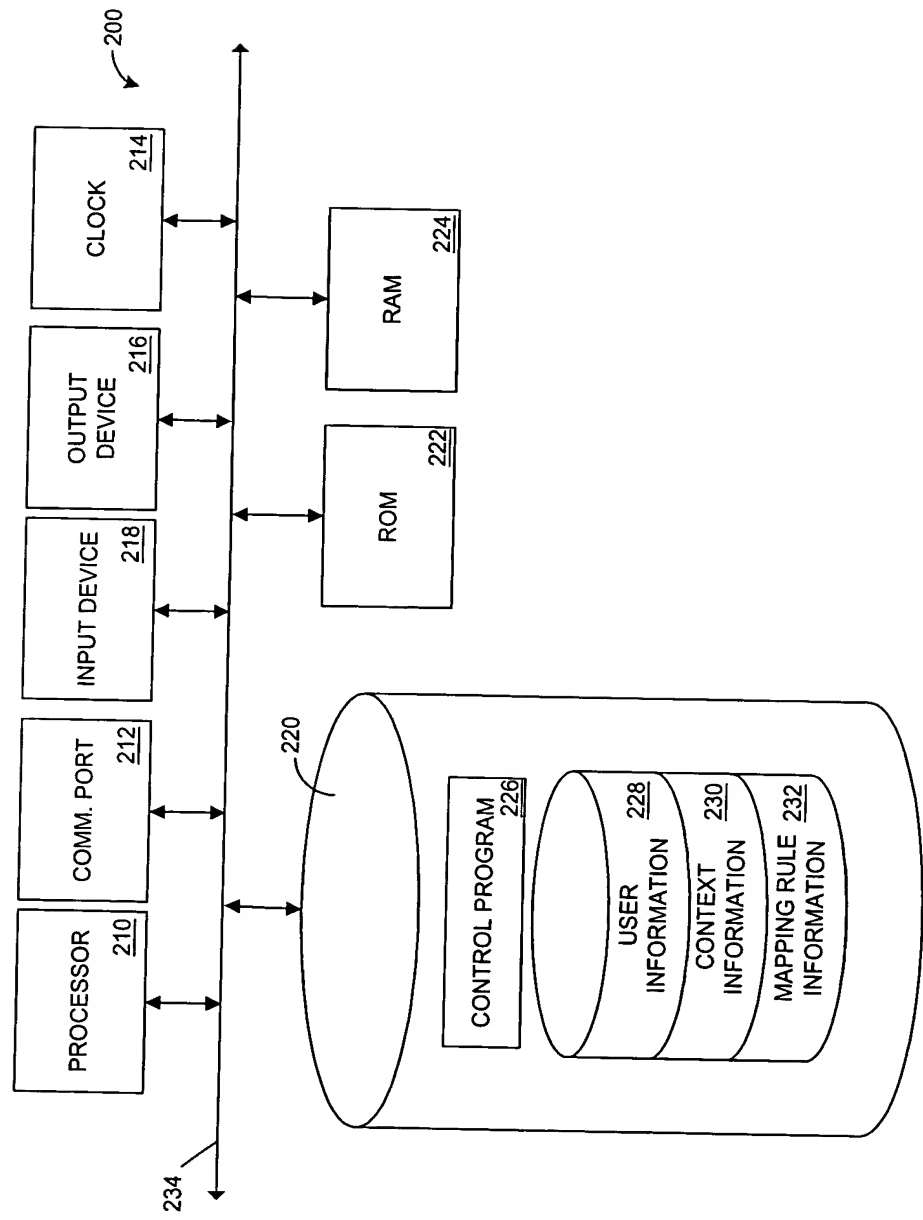 200
PROCESSOR
210
COMM. PORT
212
INPUT DEVICE
218
OUTPUT
DEVICE
216
CLOCK
214
234
220
CONTROL PROGRAM
226
USER
INFORMATION
228
CONTEXT
INFORMATION
230
MAPPING RULE
INFORMATION
232
ROM
222
RAM
224